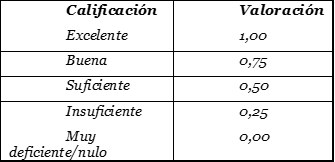 Calificación Valoración
Excelente 1,00
Buena 0,75
Suficiente 0,50
Insuficiente 0,25
Muy 0,00
deficiente/nulo